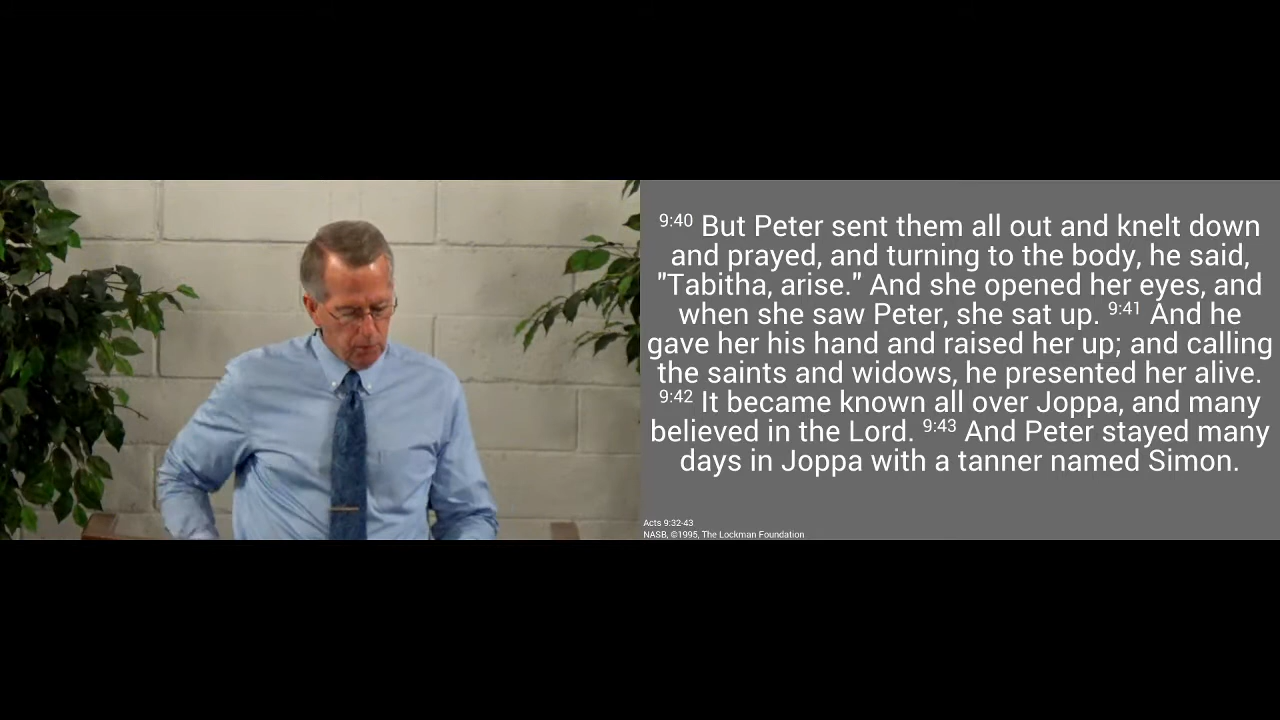 9:40 But Peter sent them all out and knelt down
and prayed, and turning to the body, he said,
"Tabitha, arise." And she opened her eyes, and
when she saw Peter, she sat up. 9:41 And he
gave her his hand and raised her up; and calling
the saints and widows, he presented her alive.
9:42 It became known all over Joppa, and many
believed in the Lord. 9:43 And Peter stayed many
days in Joppa with a tanner named Simon.
Acts 9:32-43
NASB, ©1995, The Lockman Foundation